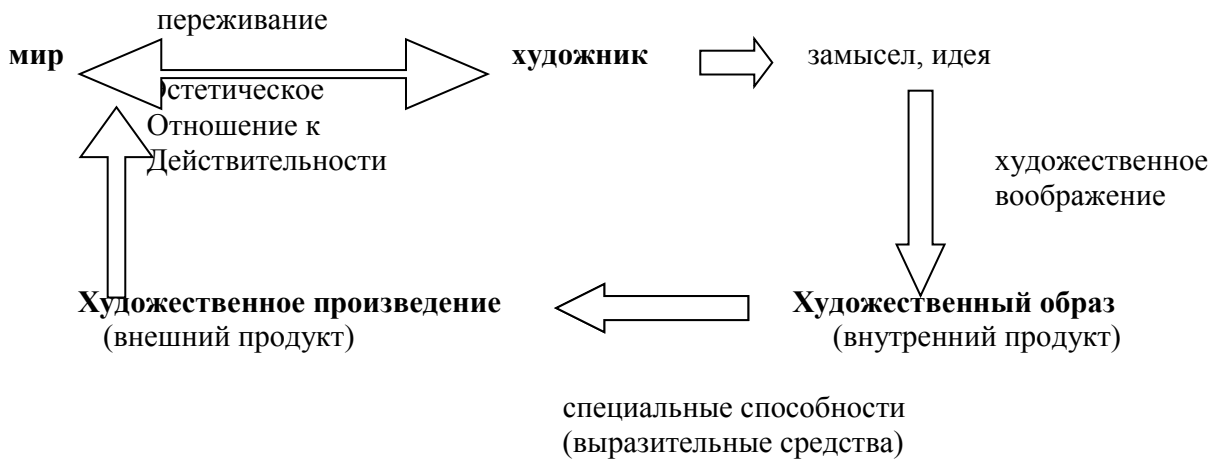 переживание
мир
художник
замысел, идея
Эстетическое
Отношение к
Действительности
художественное
воображение
Художественное произведение
(внешний продукт)
Художественный образ
(внутренний продукт)
специальные способности
(выразительные средства)